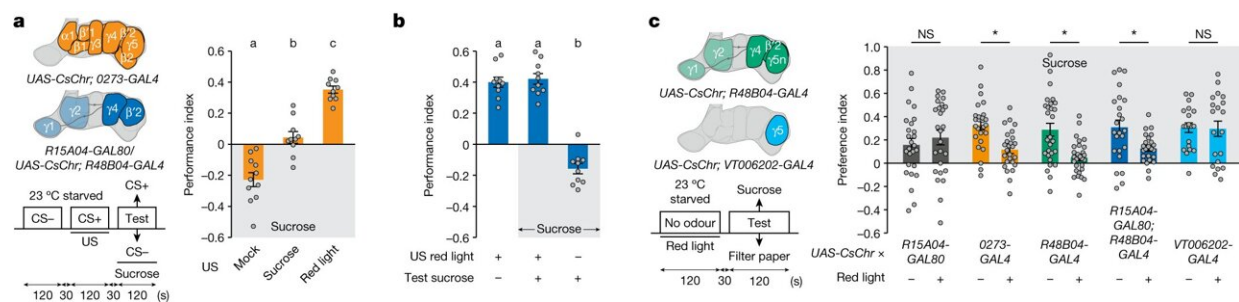 a
α1 β'1 γ4 β'2
β1 γ3 γ5
β2
UAS-CsChr; 0273-GAL4
γ1 γ2 γ4 β'2
R15A04-GAL80/
UAS-CsChr; R48B04-GAL4
23 °C starved CS+
CS– CS+ Test
US CS–
Sucrose
120 30 120 30 120 (s)
Performance index
0.6
0.4
0.2
0
–0.2
–0.4
–0.6
a b c
Sucrose
US Mock Sucrose Red light
b
Performance index
0.6
0.4
0.2
0
–0.2
–0.4
–0.6
a a b
Sucrose
US red light + + –
Test sucrose – + +
c
γ1 γ2 γ4 β'2
γ5n
UAS-CsChr; R48B04-GAL4
γ5
UAS-CsChr; VT006202-GAL4
23 °C
starved Sucrose
No odour Test
Red light Filter paper
120 30 120 (s)
Preference index
1.0
0.8
0.6
0.4
0.2
0
–0.2
–0.4
–0.6
NS * * * NS
Sucrose
UAS-CsChr ×
R15A04-
GAL80
0273-
GAL4
R48B04-
GAL4
R15A04-
GAL80;
R48B04-
GAL4
VT006202-
GAL4
Red light – + – + – + – + – +